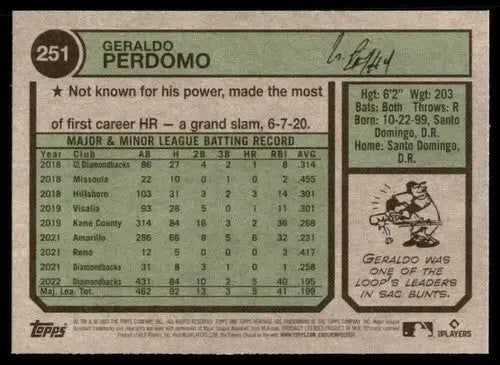 251
GERALDO
PERDOMO
★ Not known for his power, made the most
of first career HR — a grand slam, 6-7-20.
Hgt: 6'2" Wgt: 203
Bats: Both Throws: R
Born: 10-22-99, Santo
Domingo, D.R.
Home: Santo Domingo,
D.R.
MAJOR & MINOR LEAGUE BATTING RECORD
Year Club AB H 2B 3B HR RBI AVG
2018 Diamondbacks 86 27 4 2 1 8 .314
2018 Missoula 22 10 0 1 0 2 .455
2018 Hillsboro 103 31 3 2 3 14 .301
2019 Visalia 93 28 5 0 1 11 .301
2019 Kane County 314 84 16 3 2 36 .268
2021 Amarillo 286 66 8 5 6 32 .231
2021 Reno 12 5 0 0 0 3 .417
2021 Diamondbacks 31 8 3 1 0 1 .258
2022 Diamondbacks 431 84 10 2 5 40 .195
Maj. Lea. Tot. 462 92 13 3 5 41 .199
GERALDO WAS
ONE OF THE
LOOP'S LEADERS
IN SAC BUNTS.
TOPPS
PLAYERS